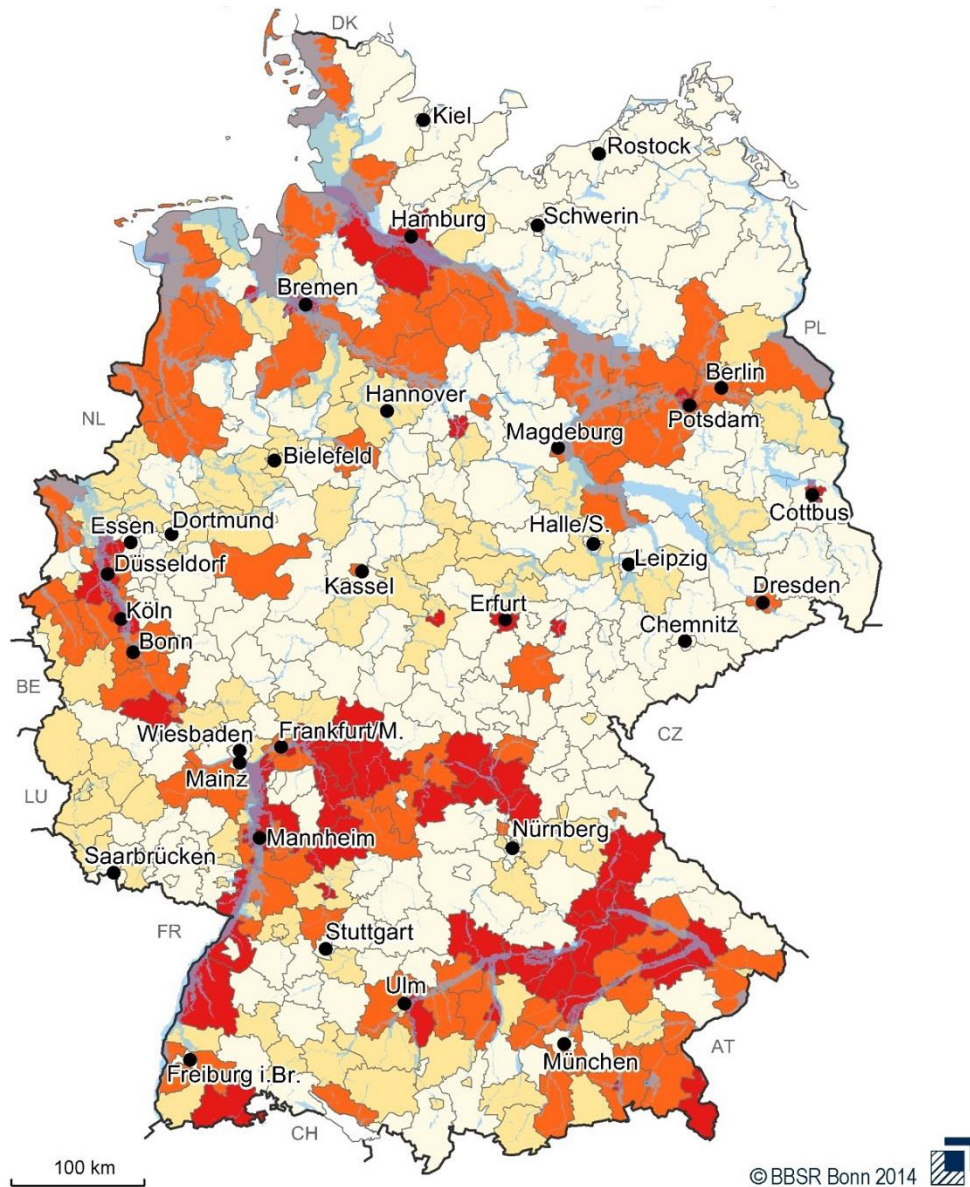 DK
Kiel
Rostock
Hamburg
Schwerin
Bremen
PL
Berlin
Hannover
Potsdam
NL
Magdeburg
Bielefeld
Cottbus
Essen
Dortmund
Halle/S.
Leipzig
Düsseldorf
Kassel
Dresden
Köln
Erfurt
Chemnitz
Bonn
BE
Wiesbaden
Frankfurt/M.
CZ
Mainz
LU
Mannheim
Nürnberg
Saarbrücken
FR
Stuttgart
Ulm
AT
München
Freiburg i.Br.
CH
100 km
© BBSR Bonn 2014